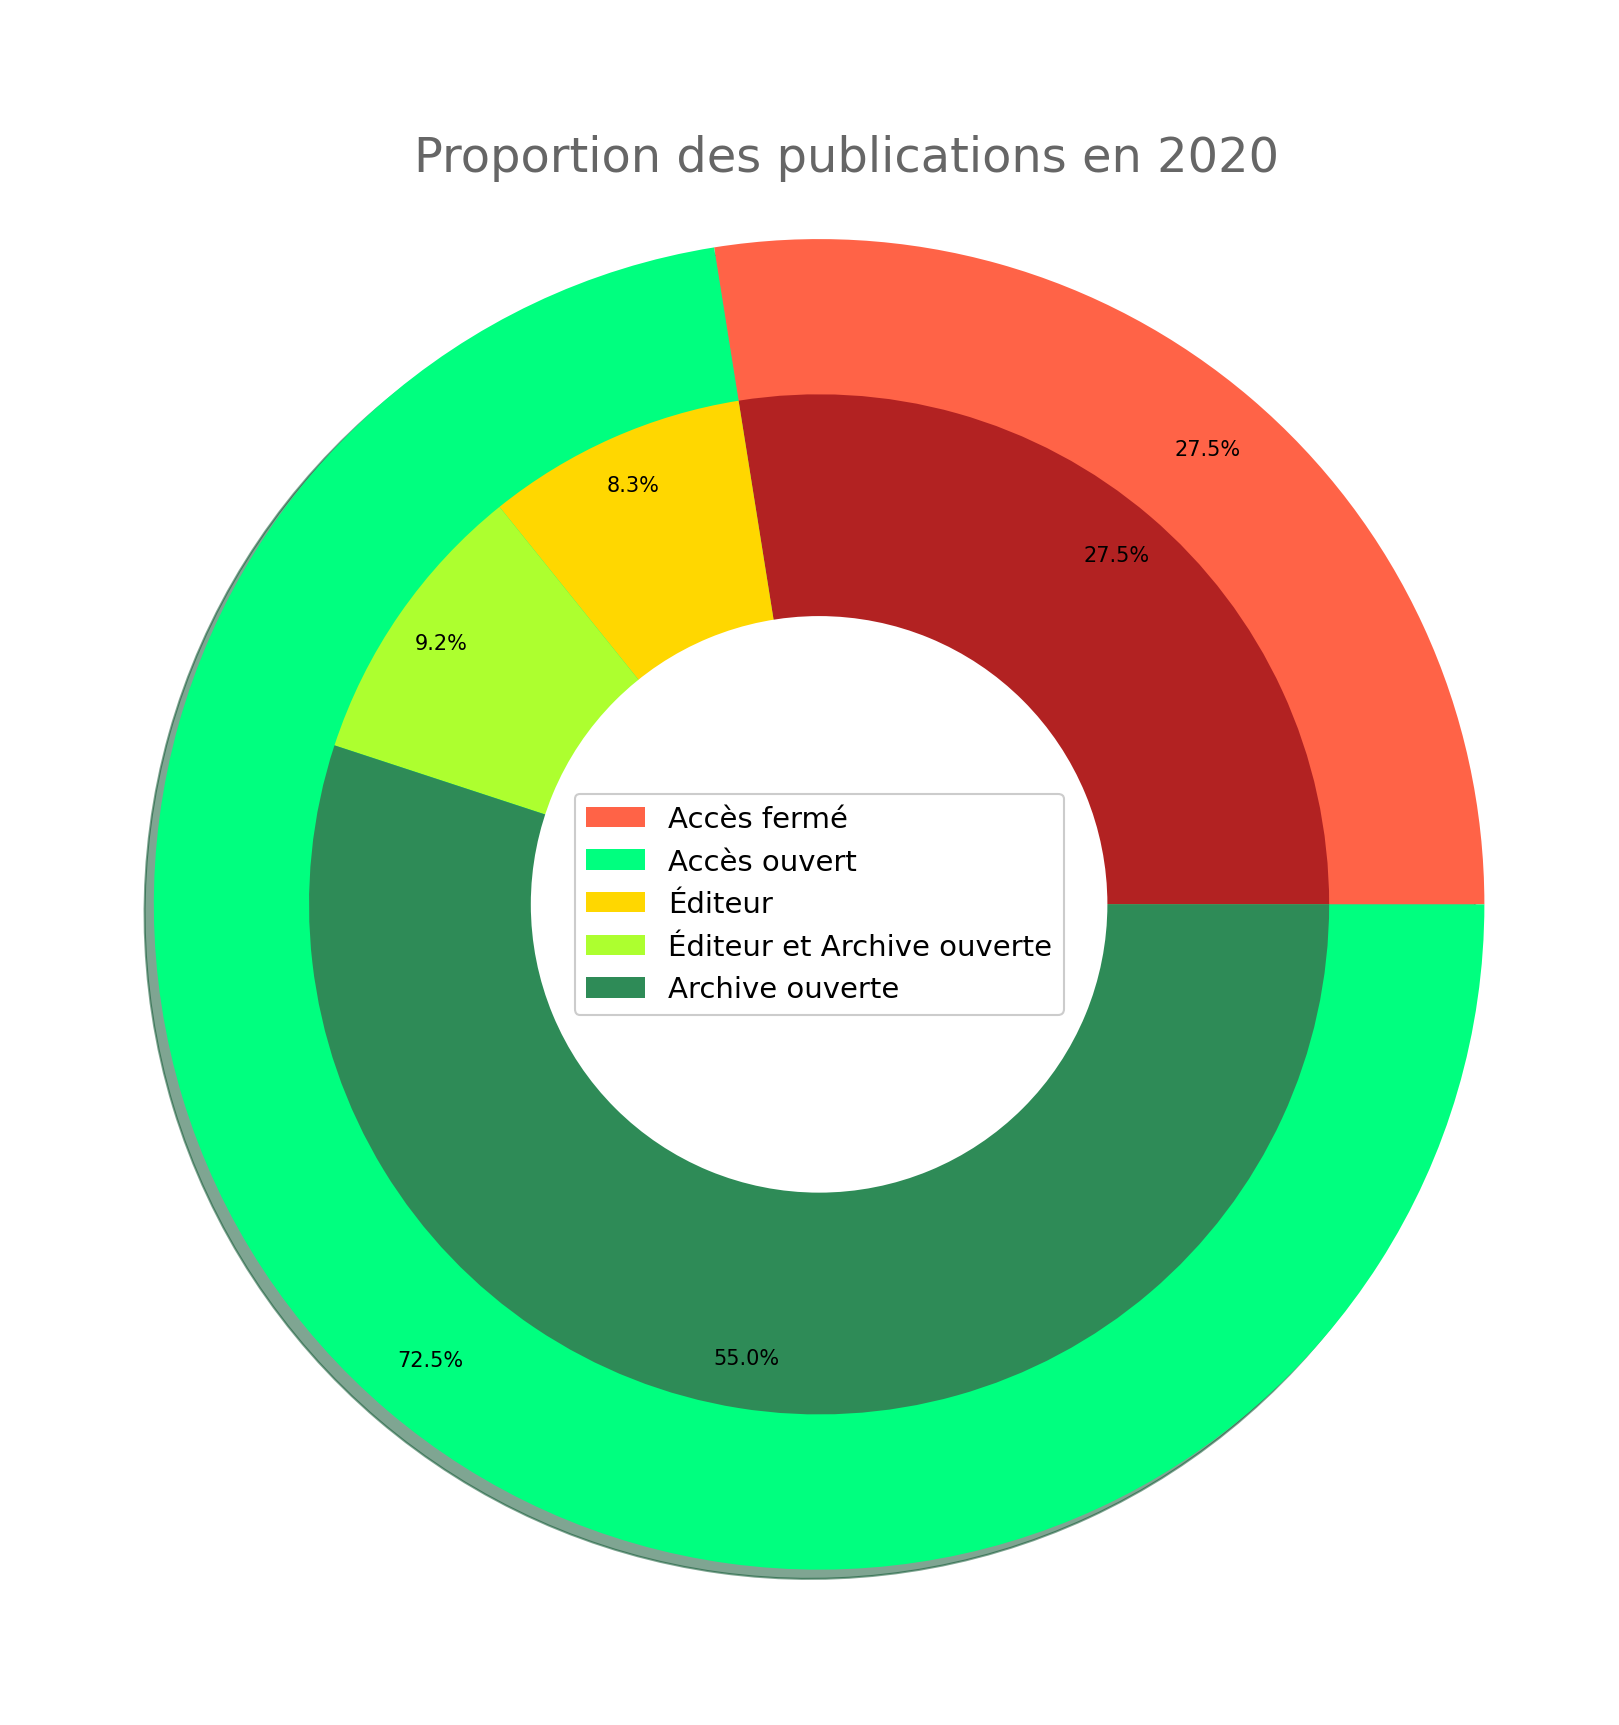 Proportion des publications en 2020
27.5%
8.3%
27.5%
9.2%
Accès fermé
Accès ouvert
Éditeur
Éditeur et Archive ouverte
Archive ouverte
72.5%
55.0%